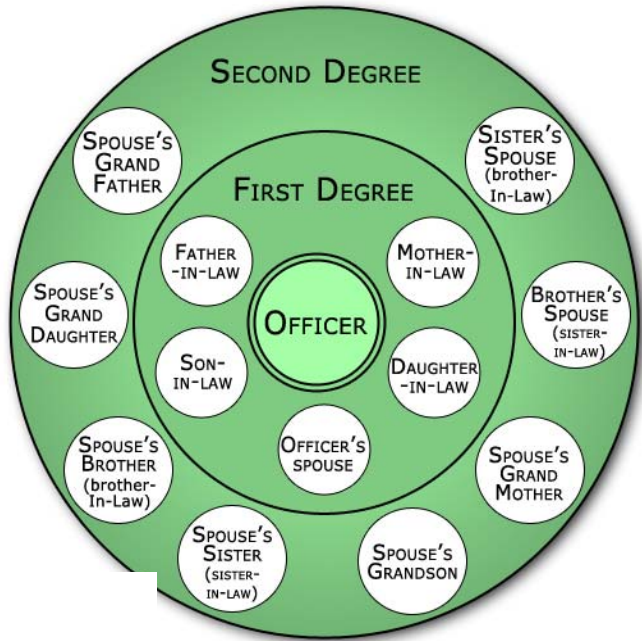 SECOND DEGREE
SPOUSE'S
GRAND
FATHER
SISTER'S
SPOUSE
(brother-
In-Law)
FIRST DEGREE
FATHER
-IN-LAW
MOTHER-
IN-LAW
SPOUSE'S
GRAND
DAUGHTER
OFFICER
BROTHER'S
SPOUSE
(SISTER-
IN-LAW)
SON-
IN-LAW
DAUGHTER
-IN-LAW
SPOUSE'S
BROTHER
(brother-
In-Law)
OFFICER'S
SPOUSE
SPOUSE'S
GRAND
MOTHER
SPOUSE'S
SISTER
(SISTER-
IN-LAW)
SPOUSE'S
GRANDSON